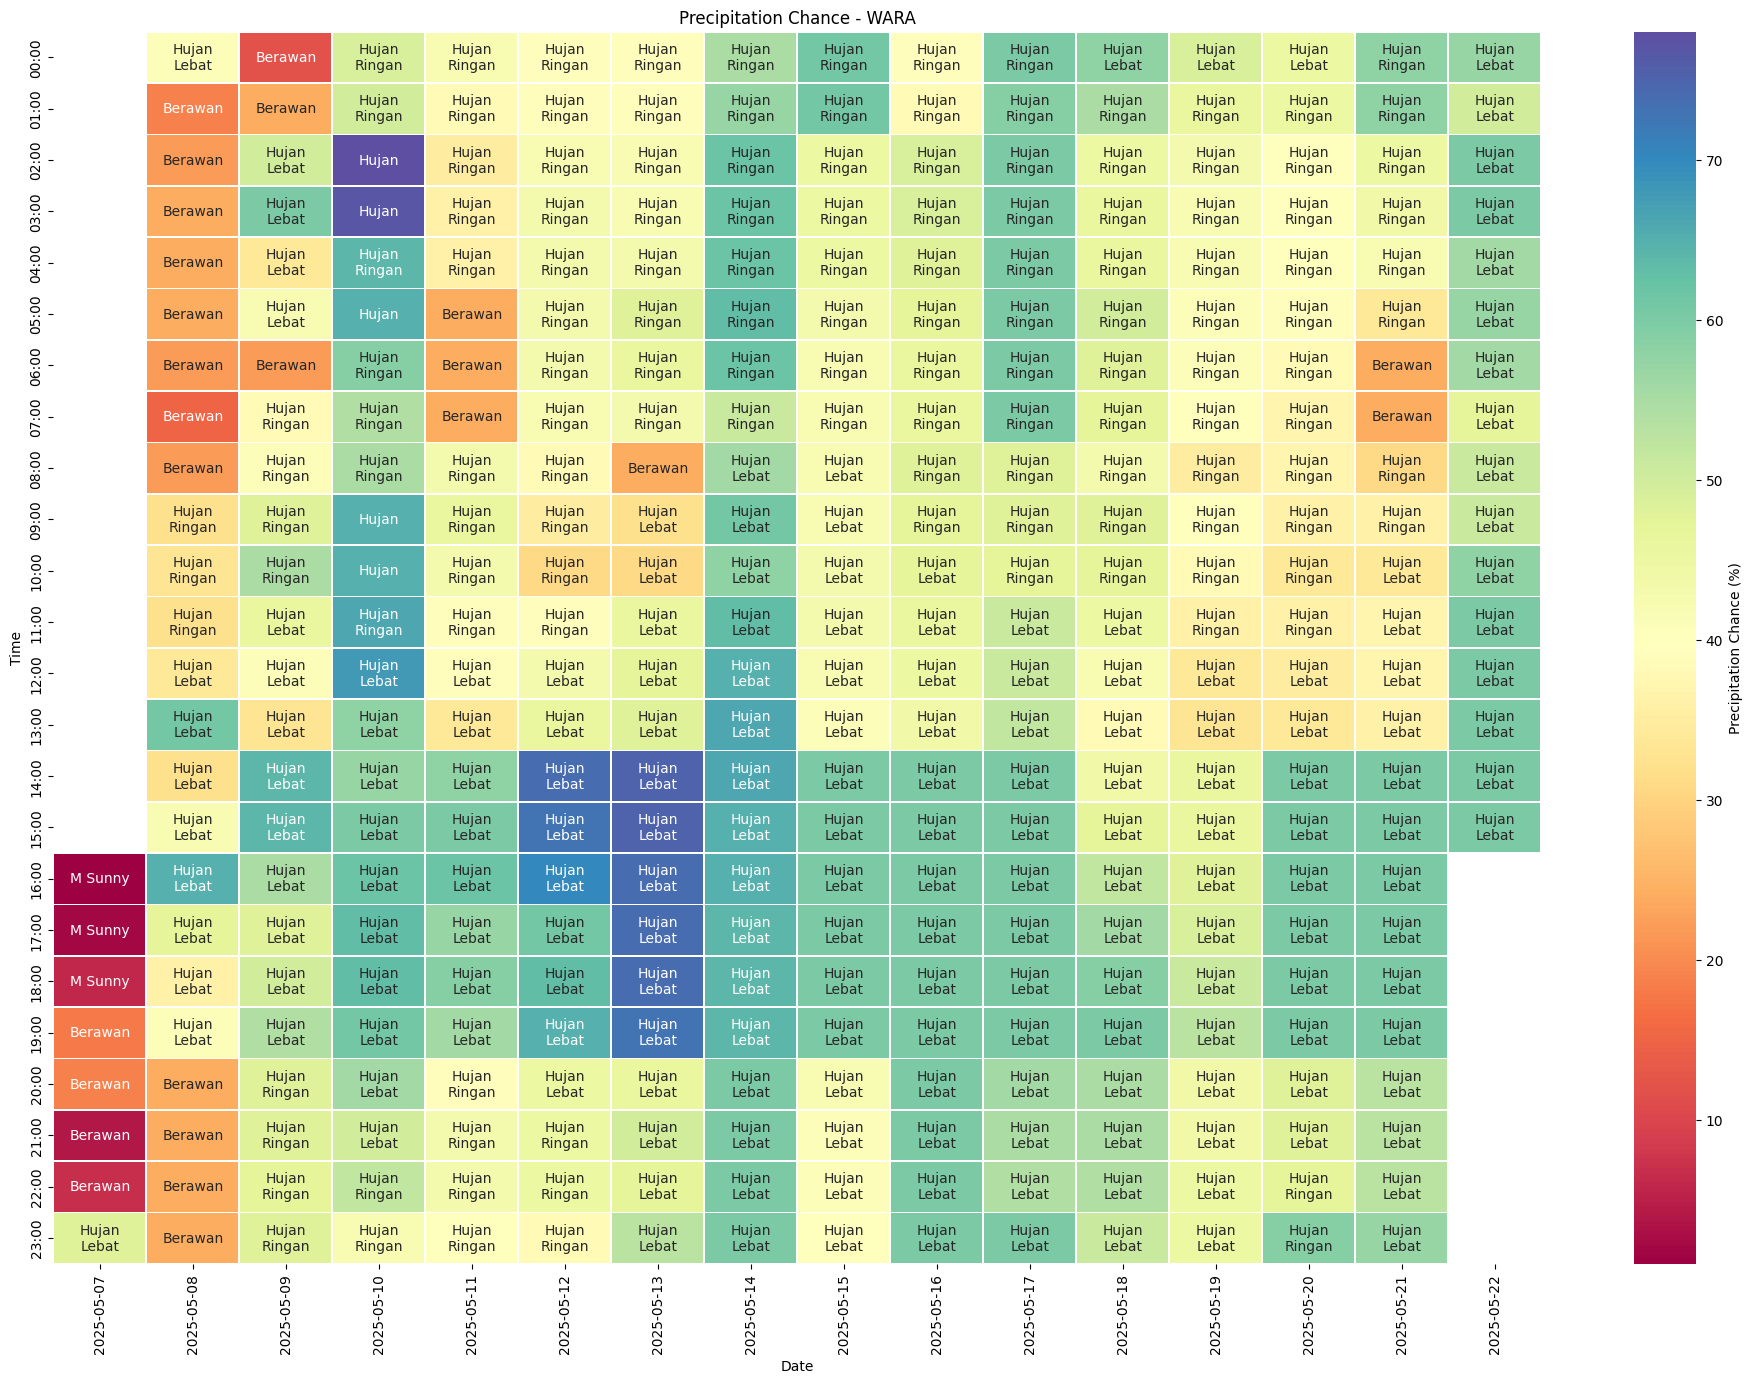 Precipitation Chance - WARA
00:00 Hujan Lebat Berawan Hujan Ringan Hujan Ringan Hujan Ringan Hujan Ringan Hujan Ringan Hujan Ringan Hujan Ringan Hujan Ringan Hujan Lebat Hujan Lebat Hujan Lebat Hujan Ringan Hujan Lebat
01:00 Berawan Berawan Hujan Ringan Hujan Ringan Hujan Ringan Hujan Ringan Hujan Ringan Hujan Ringan Hujan Ringan Hujan Ringan Hujan Ringan Hujan Ringan Hujan Ringan Hujan Ringan Hujan Lebat
02:00 Berawan Hujan Lebat Hujan Hujan Ringan Hujan Ringan Hujan Ringan Hujan Ringan Hujan Ringan Hujan Ringan Hujan Ringan Hujan Ringan Hujan Ringan Hujan Ringan Hujan Ringan Hujan Lebat
03:00 Berawan Hujan Lebat Hujan Hujan Ringan Hujan Ringan Hujan Ringan Hujan Ringan Hujan Ringan Hujan Ringan Hujan Ringan Hujan Ringan Hujan Ringan Hujan Ringan Hujan Ringan Hujan Lebat
04:00 Berawan Hujan Lebat Hujan Ringan Hujan Ringan Hujan Ringan Hujan Ringan Hujan Ringan Hujan Ringan Hujan Ringan Hujan Ringan Hujan Ringan Hujan Ringan Hujan Ringan Hujan Ringan Hujan Lebat
05:00 Berawan Hujan Lebat Hujan Berawan Hujan Ringan Hujan Ringan Hujan Ringan Hujan Ringan Hujan Ringan Hujan Ringan Hujan Ringan Hujan Ringan Hujan Ringan Hujan Ringan Hujan Lebat
06:00 Berawan Berawan Hujan Ringan Berawan Hujan Ringan Hujan Ringan Hujan Ringan Hujan Ringan Hujan Ringan Hujan Ringan Hujan Ringan Hujan Ringan Hujan Ringan Berawan Hujan Lebat
07:00 Berawan Hujan Ringan Hujan Ringan Berawan Hujan Ringan Hujan Ringan Hujan Ringan Hujan Ringan Hujan Ringan Hujan Ringan Hujan Ringan Hujan Ringan Hujan Ringan Berawan Hujan Lebat
08:00 Berawan Hujan Ringan Hujan Ringan Hujan Ringan Hujan Ringan Berawan Hujan Lebat Hujan Lebat Hujan Ringan Hujan Ringan Hujan Ringan Hujan Ringan Hujan Ringan Hujan Ringan Hujan Lebat
09:00 Hujan Ringan Hujan Ringan Hujan Hujan Ringan Hujan Ringan Hujan Lebat Hujan Lebat Hujan Lebat Hujan Ringan Hujan Ringan Hujan Ringan Hujan Ringan Hujan Ringan Hujan Ringan Hujan Lebat
10:00 Hujan Ringan Hujan Ringan Hujan Hujan Ringan Hujan Ringan Hujan Lebat Hujan Lebat Hujan Lebat Hujan Lebat Hujan Ringan Hujan Ringan Hujan Ringan Hujan Ringan Hujan Lebat Hujan Lebat
11:00 Hujan Ringan Hujan Lebat Hujan Ringan Hujan Ringan Hujan Ringan Hujan Lebat Hujan Lebat Hujan Lebat Hujan Lebat Hujan Lebat Hujan Lebat Hujan Ringan Hujan Ringan Hujan Lebat Hujan Lebat
12:00 Hujan Lebat Hujan Lebat Hujan Lebat Hujan Lebat Hujan Lebat Hujan Lebat Hujan Lebat Hujan Lebat Hujan Lebat Hujan Lebat Hujan Lebat Hujan Lebat Hujan Lebat Hujan Lebat Hujan Lebat
13:00 Hujan Lebat Hujan Lebat Hujan Lebat Hujan Lebat Hujan Lebat Hujan Lebat Hujan Lebat Hujan Lebat Hujan Lebat Hujan Lebat Hujan Lebat Hujan Lebat Hujan Lebat Hujan Lebat Hujan Lebat
14:00 Hujan Lebat Hujan Lebat Hujan Lebat Hujan Lebat Hujan Lebat Hujan Lebat Hujan Lebat Hujan Lebat Hujan Lebat Hujan Lebat Hujan Lebat Hujan Lebat Hujan Lebat Hujan Lebat Hujan Lebat
15:00 Hujan Lebat Hujan Lebat Hujan Lebat Hujan Lebat Hujan Lebat Hujan Lebat Hujan Lebat Hujan Lebat Hujan Lebat Hujan Lebat Hujan Lebat Hujan Lebat Hujan Lebat Hujan Lebat Hujan Lebat
16:00 M Sunny Hujan Lebat Hujan Lebat Hujan Lebat Hujan Lebat Hujan Lebat Hujan Lebat Hujan Lebat Hujan Lebat Hujan Lebat Hujan Lebat Hujan Lebat Hujan Lebat Hujan Lebat Hujan Lebat
17:00 M Sunny Hujan Lebat Hujan Lebat Hujan Lebat Hujan Lebat Hujan Lebat Hujan Lebat Hujan Lebat Hujan Lebat Hujan Lebat Hujan Lebat Hujan Lebat Hujan Lebat Hujan Lebat Hujan Lebat
18:00 M Sunny Hujan Lebat Hujan Lebat Hujan Lebat Hujan Lebat Hujan Lebat Hujan Lebat Hujan Lebat Hujan Lebat Hujan Lebat Hujan Lebat Hujan Lebat Hujan Lebat Hujan Lebat Hujan Lebat
19:00 Berawan Hujan Lebat Hujan Lebat Hujan Lebat Hujan Lebat Hujan Lebat Hujan Lebat Hujan Lebat Hujan Lebat Hujan Lebat Hujan Lebat Hujan Lebat Hujan Lebat Hujan Lebat Hujan Lebat
20:00 Berawan Berawan Hujan Ringan Hujan Lebat Hujan Ringan Hujan Lebat Hujan Lebat Hujan Lebat Hujan Lebat Hujan Lebat Hujan Lebat Hujan Lebat Hujan Lebat Hujan Lebat Hujan Lebat
21:00 Berawan Berawan Hujan Ringan Hujan Lebat Hujan Ringan Hujan Ringan Hujan Lebat Hujan Lebat Hujan Lebat Hujan Lebat Hujan Lebat Hujan Lebat Hujan Lebat Hujan Lebat Hujan Lebat
22:00 Berawan Berawan Hujan Ringan Hujan Ringan Hujan Ringan Hujan Ringan Hujan Lebat Hujan Lebat Hujan Lebat Hujan Lebat Hujan Lebat Hujan Lebat Hujan Lebat Hujan Ringan Hujan Lebat
23:00 Hujan Lebat Berawan Hujan Ringan Hujan Ringan Hujan Ringan Hujan Ringan Hujan Lebat Hujan Lebat Hujan Lebat Hujan Lebat Hujan Lebat Hujan Lebat Hujan Lebat Hujan Ringan Hujan Lebat
2025-05-07 2025-05-08 2025-05-09 2025-05-10 2025-05-11 2025-05-12 2025-05-13 2025-05-14 2025-05-15 2025-05-16 2025-05-17 2025-05-18 2025-05-19 2025-05-20 2025-05-21 2025-05-22
Time
Date
70
60
50
40
30
20
10
Precipitation Chance (%)